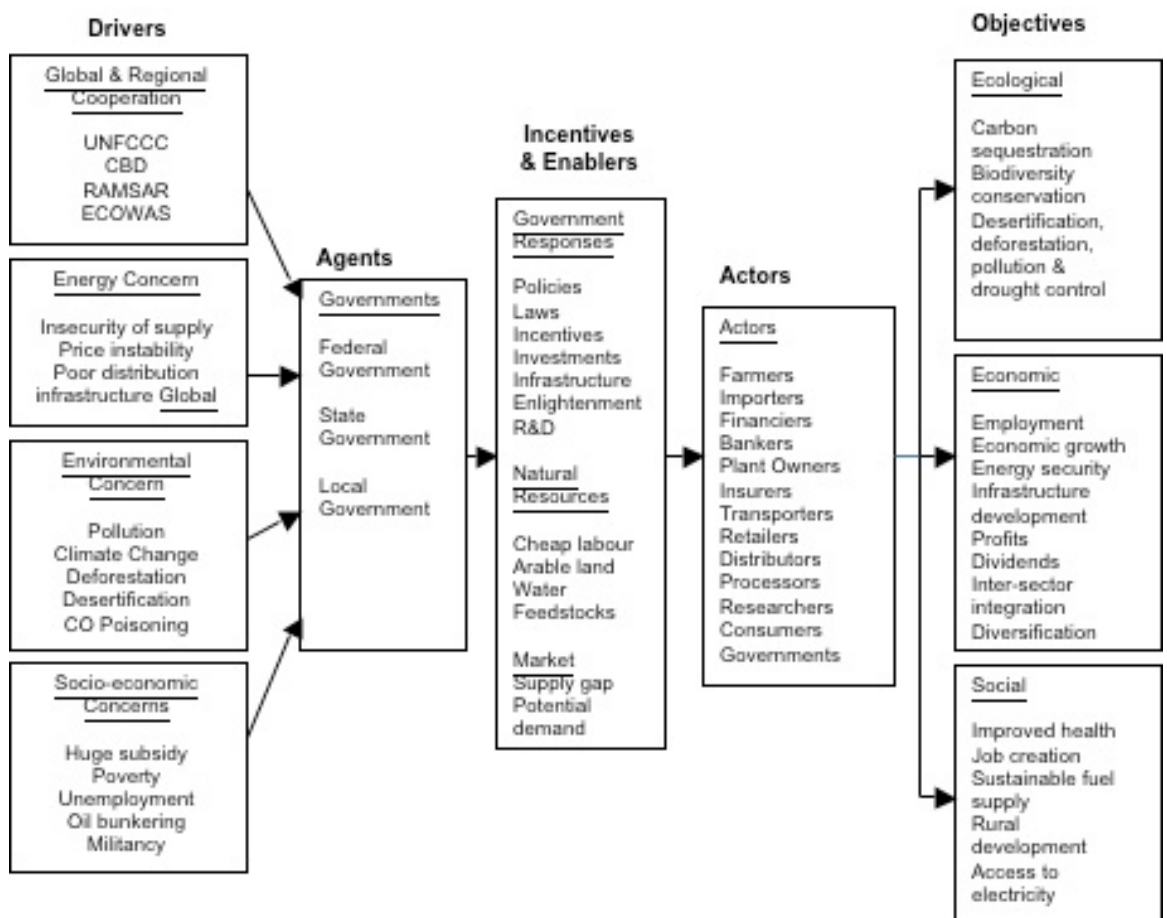 Drivers
Global & Regional
Cooperation
UNFCCC
CBD
RAMSAR
ECOWAS
Energy Concern
Insecurity of supply
Price instability
Poor distribution
infrastructure Global
Environmental
Concern
Pollution
Climate Change
Deforestation
Desertification
CO Poisoning
Socio-economic
Concerns
Huge subsidy
Poverty
Unemployment
Oil bunkering
Militancy
Agents
Governments
Federal
Government
State
Government
Local
Government
Incentives
& Enablers
Government
Responses
Policies
Laws
Incentives
Investments
Infrastructure
Enlightenment
R&D
Natural
Resources
Cheap labour
Arable land
Water
Feedstocks
Market
Supply gap
Potential
demand
Actors
Actors
Farmers
Importers
Financiers
Bankers
Plant Owners
Insurers
Transporters
Retailers
Distributors
Processors
Researchers
Consumers
Governments
Objectives
Ecological
Carbon
sequestration
Biodiversity
conservation
Desertification,
deforestation,
pollution &
drought control
Economic
Employment
Economic growth
Energy security
Infrastructure
development
Profits
Dividends
Inter-sector
integration
Diversification
Social
Improved health
Job creation
Sustainable fuel
supply
Rural
development
Access to
electricity